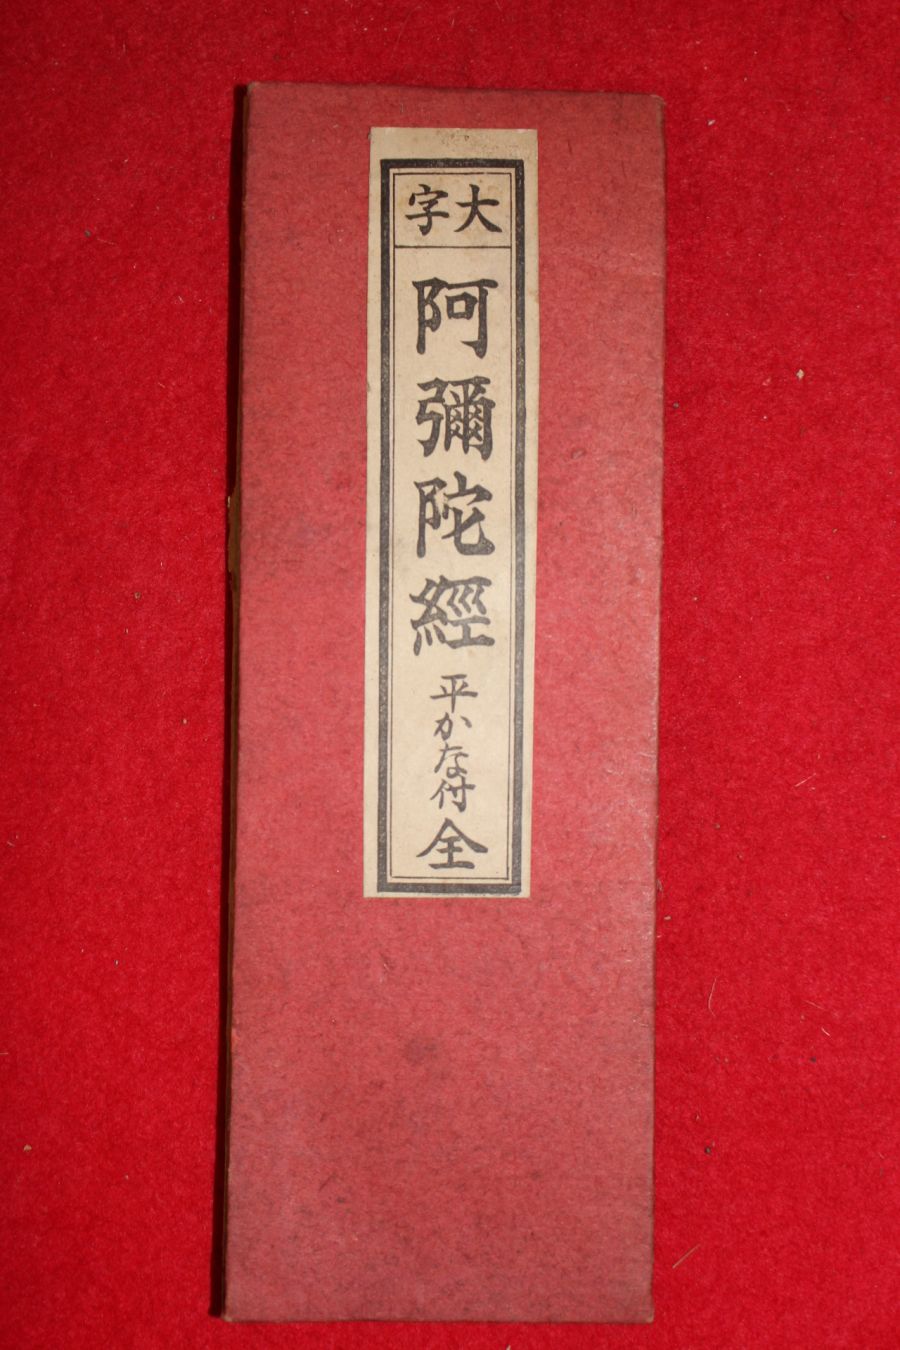 大字
阿彌陀經 平かな付 全